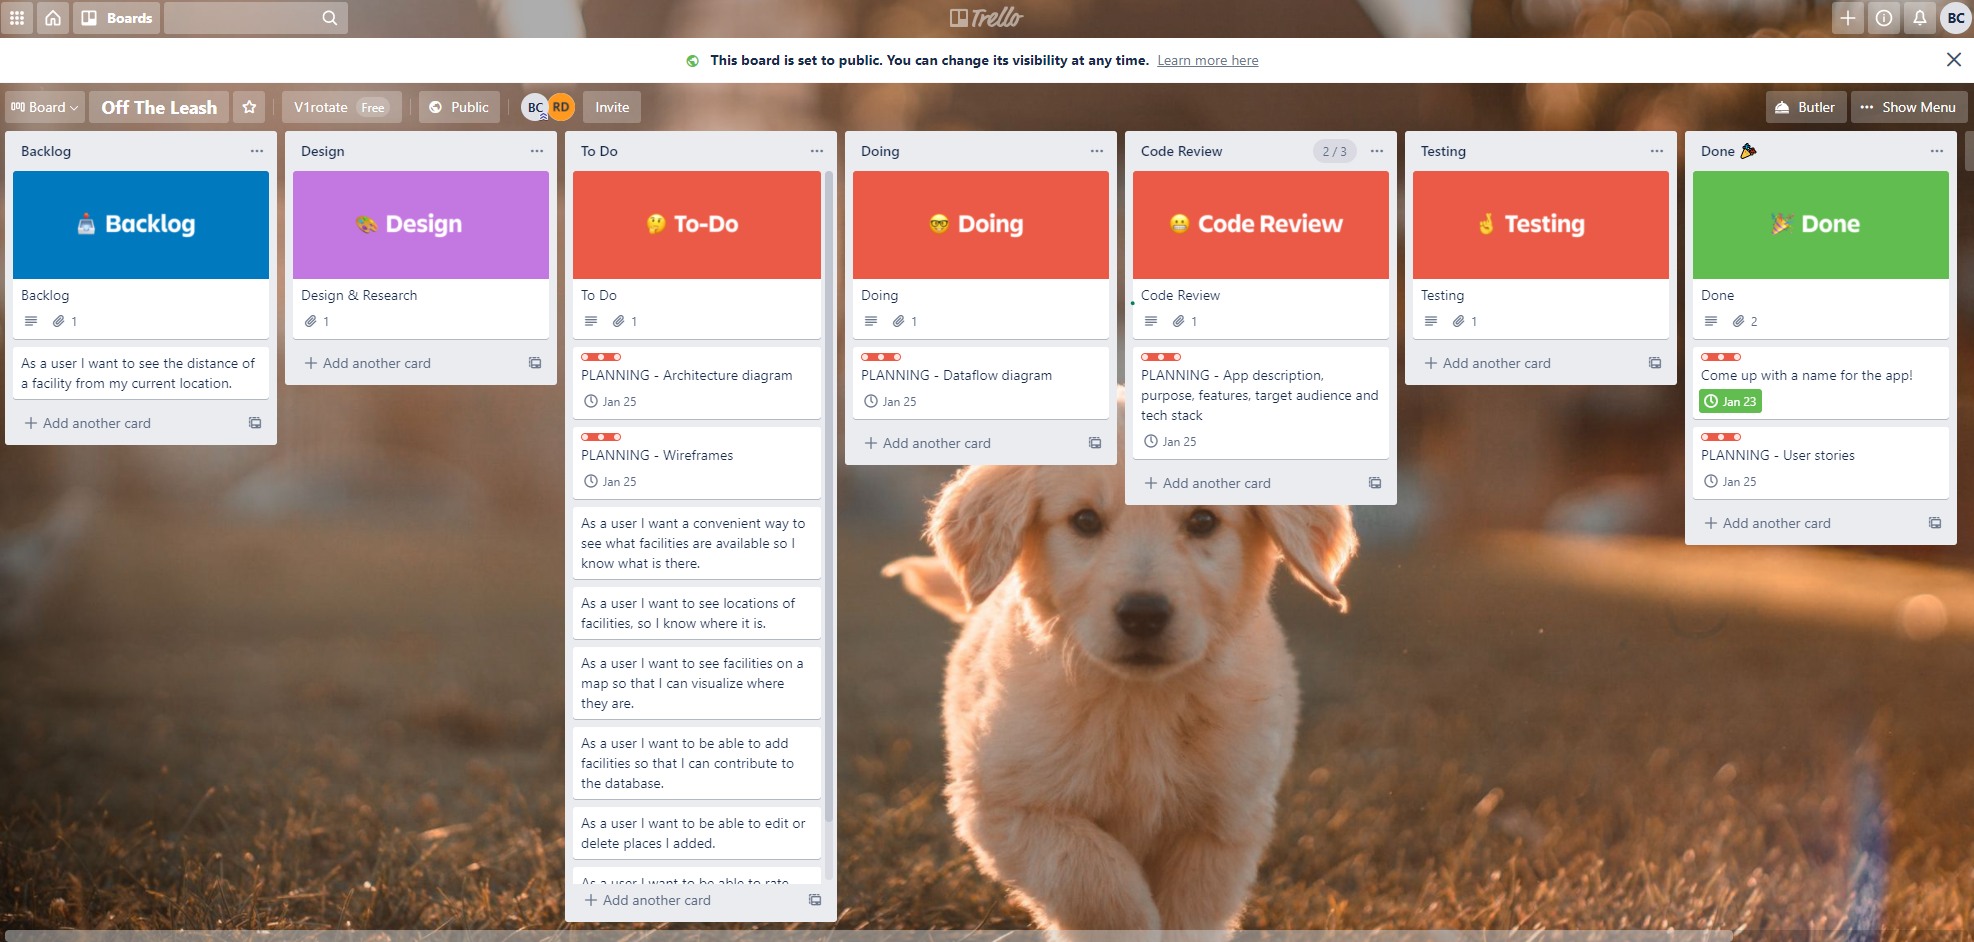 Boards
Trello
BC
This board is set to public. You can change its visibility at any time. Learn more here
Board
Off The Leash
V1rotate Free
Public
BC RD
Invite
Butler
··· Show Menu
Backlog
Backlog
Backlog
1
As a user I want to see the distance of
a facility from my current location.
+ Add another card
Design
Design
Design & Research
1
+ Add another card
To Do
To-Do
To Do
1
PLANNING - Architecture diagram
Jan 25
PLANNING - Wireframes
Jan 25
As a user I want a convenient way to
see what facilities are available so I
know what is there.
As a user I want to see locations of
facilities, so I know where it is.
As a user I want to see facilities on a
map so that I can visualize where
they are.
As a user I want to be able to add
facilities so that I can contribute to
the database.
As a user I want to be able to edit or
delete places I added.
As a user I want to be able to rate
+ Add another card
Doing
Doing
Doing
1
PLANNING - Dataflow diagram
Jan 25
+ Add another card
Code Review
2 / 3
Code Review
Code Review
1
PLANNING - App description,
purpose, features, target audience and
tech stack
Jan 25
+ Add another card
Testing
Testing
Testing
1
+ Add another card
Done 🎉
Done
Done
2
Come up with a name for the app!
Jan 23
PLANNING - User stories
Jan 25
+ Add another card